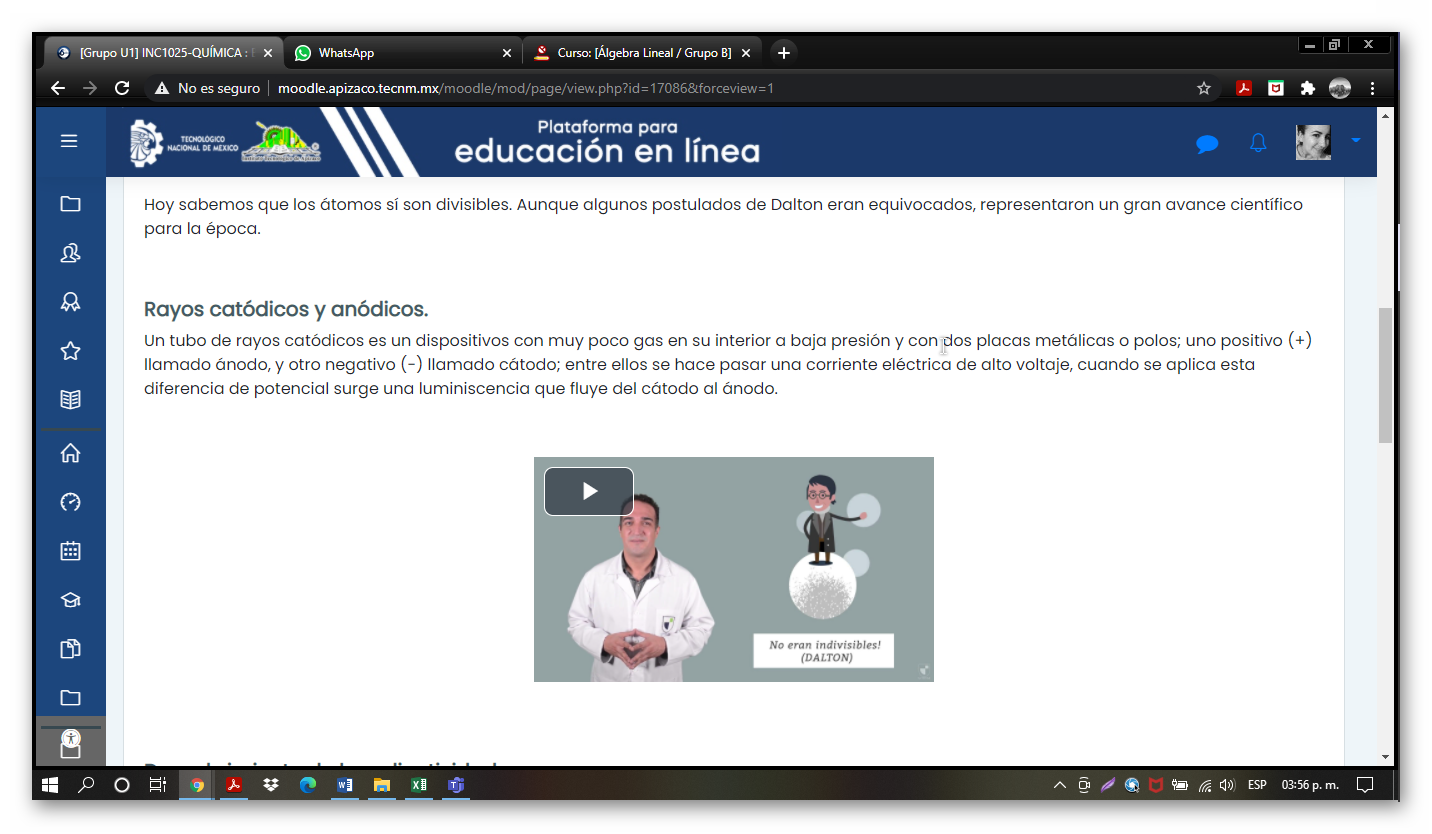 [Grupo U1] INC1025-QUÍMICA : E
WhatsApp
Curso: [Álgebra Lineal / Grupo B]
No es seguro
moodle.apizaco.tecnm.mx/moodle/mod/page/view.php?id=17086&forceview=1
TECNOLÓGICO
NACIONAL DE MÉXICO
Plataforma para
educación en línea
Hoy sabemos que los átomos sí son divisibles. Aunque algunos postulados de Dalton eran equivocados, representaron un gran avance científico
para la época.
Rayos catódicos y anódicos.
Un tubo de rayos catódicos es un dispositivos con muy poco gas en su interior a baja presión y con dos placas metálicas o polos; uno positivo (+)
llamado ánodo, y otro negativo (-) llamado cátodo; entre ellos se hace pasar una corriente eléctrica de alto voltaje, cuando se aplica esta
diferencia de potencial surge una luminiscencia que fluye del cátodo al ánodo.
No eran indivisibles!
(DALTON)
ESP
03:56 p. m.